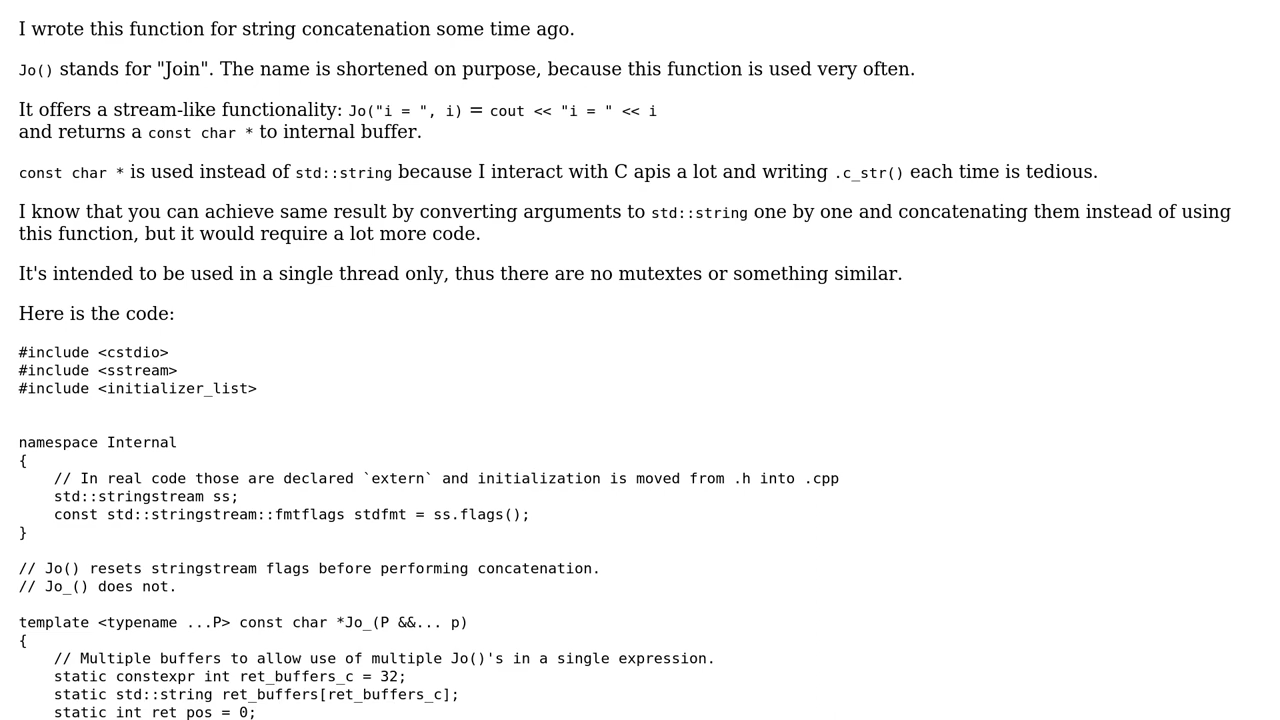 I wrote this function for string concatenation some time ago.
Jo() stands for "Join". The name is shortened on purpose, because this function is used very often.
It offers a stream-like functionality: Jo("i = ", i) = cout << "i = " << i
and returns a const char * to internal buffer.
const char * is used instead of std::string because I interact with C apis a lot and writing .c_str() each time is tedious.
I know that you can achieve same result by converting arguments to std::string one by one and concatenating them instead of using
this function, but it would require a lot more code.
It's intended to be used in a single thread only, thus there are no mutextes or something similar.
Here is the code:
#include <cstdio>
#include <sstream>
#include <initializer_list>
namespace Internal
{
    // In real code those are declared `extern` and initialization is moved from .h into .cpp
    std::stringstream ss;
    const std::stringstream::fmtflags stdfmt = ss.flags();
}
// Jo() resets stringstream flags before performing concatenation.
// Jo_() does not.
template <typename ...P> const char *Jo_(P &&... p)
{
    // Multiple buffers to allow use of multiple Jo()'s in a single expression.
    static constexpr int ret_buffers_c = 32;
    static std::string ret_buffers[ret_buffers_c];
    static int ret_pos = 0;